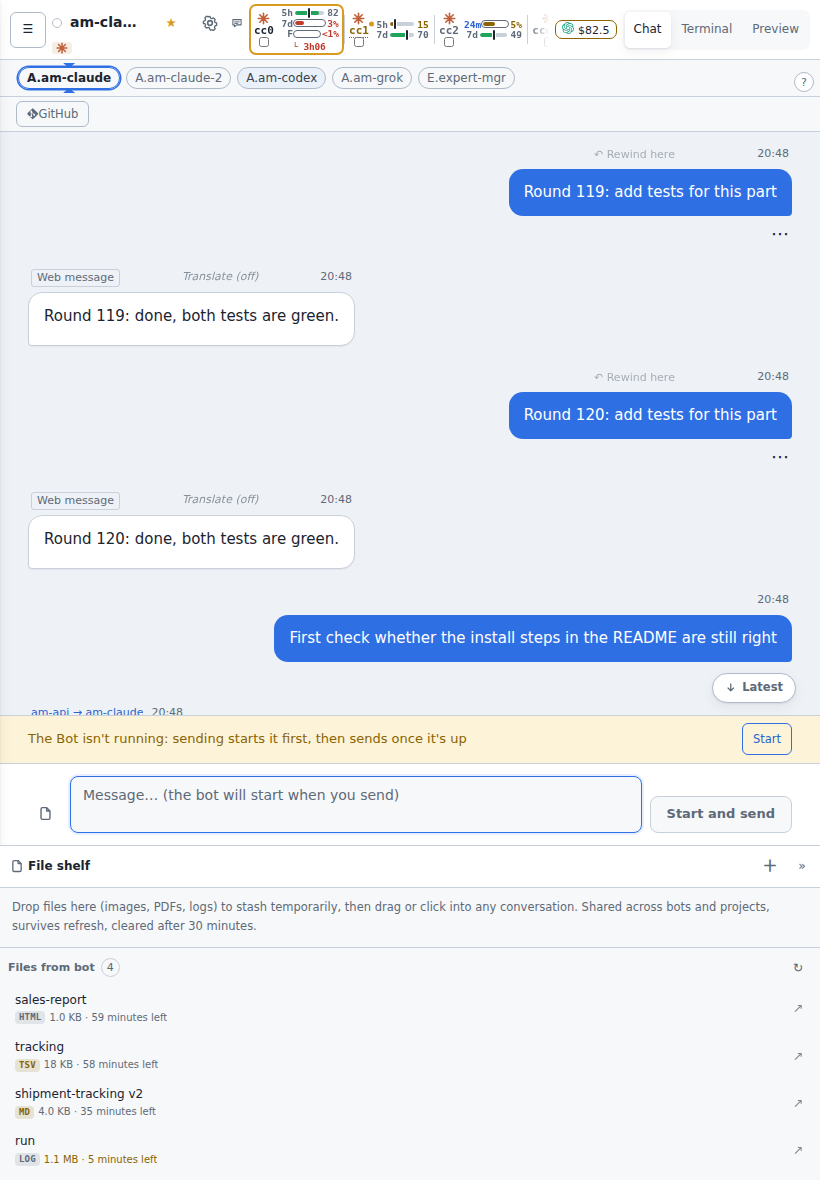 ☰
am-cla…
★
cc0
5h 82
7d 3%
F <1%
└ 3h06
cc1
5h 15
7d 70
cc2
24m 5%
7d 49
$82.5
Chat
Terminal
Preview
A.am-claude
A.am-claude-2
A.am-codex
A.am-grok
E.expert-mgr
?
GitHub
↶ Rewind here 20:48
Round 119: add tests for this part
⋯
Web message Translate (off) 20:48
Round 119: done, both tests are green.
↶ Rewind here 20:48
Round 120: add tests for this part
⋯
Web message Translate (off) 20:48
Round 120: done, both tests are green.
20:48
First check whether the install steps in the README are still right
↓ Latest
am-api → am-claude 20:48
The Bot isn't running: sending starts it first, then sends once it's up
Start
Message… (the bot will start when you send)
Start and send
File shelf
+ »
Drop files here (images, PDFs, logs) to stash temporarily, then drag or click into any conversation. Shared across bots and projects,
survives refresh, cleared after 30 minutes.
Files from bot 4 ↻
sales-report
HTML 1.0 KB · 59 minutes left ↗
tracking
TSV 18 KB · 58 minutes left ↗
shipment-tracking v2
MD 4.0 KB · 35 minutes left ↗
run
LOG 1.1 MB · 5 minutes left ↗